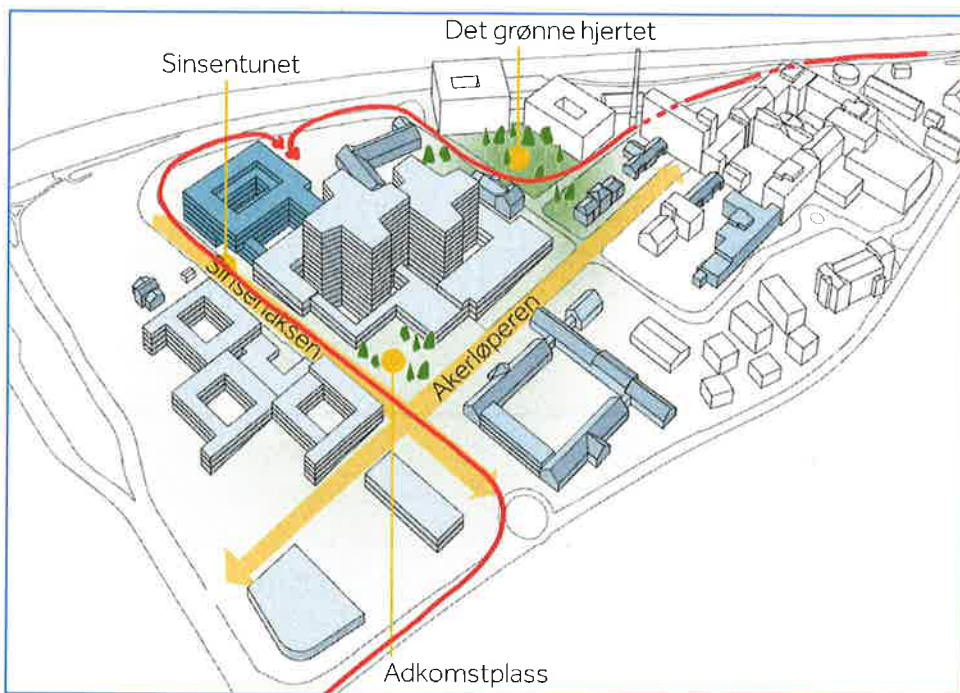 Det grønne hjertet
Sinsentunet
Sinsenaksen
Akerløperen
Adkomstplass